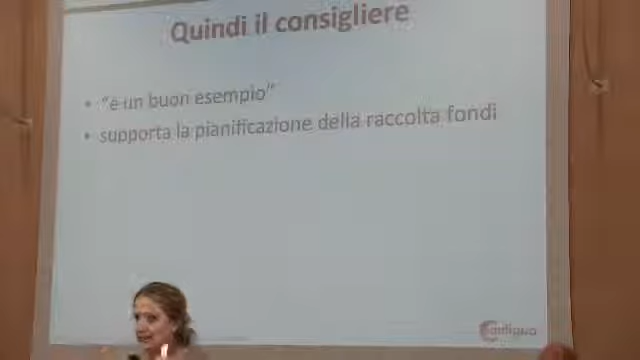 Quindi il consigliere
• "è un buon esempio"
• supporta la pianificazione della raccolta fondi